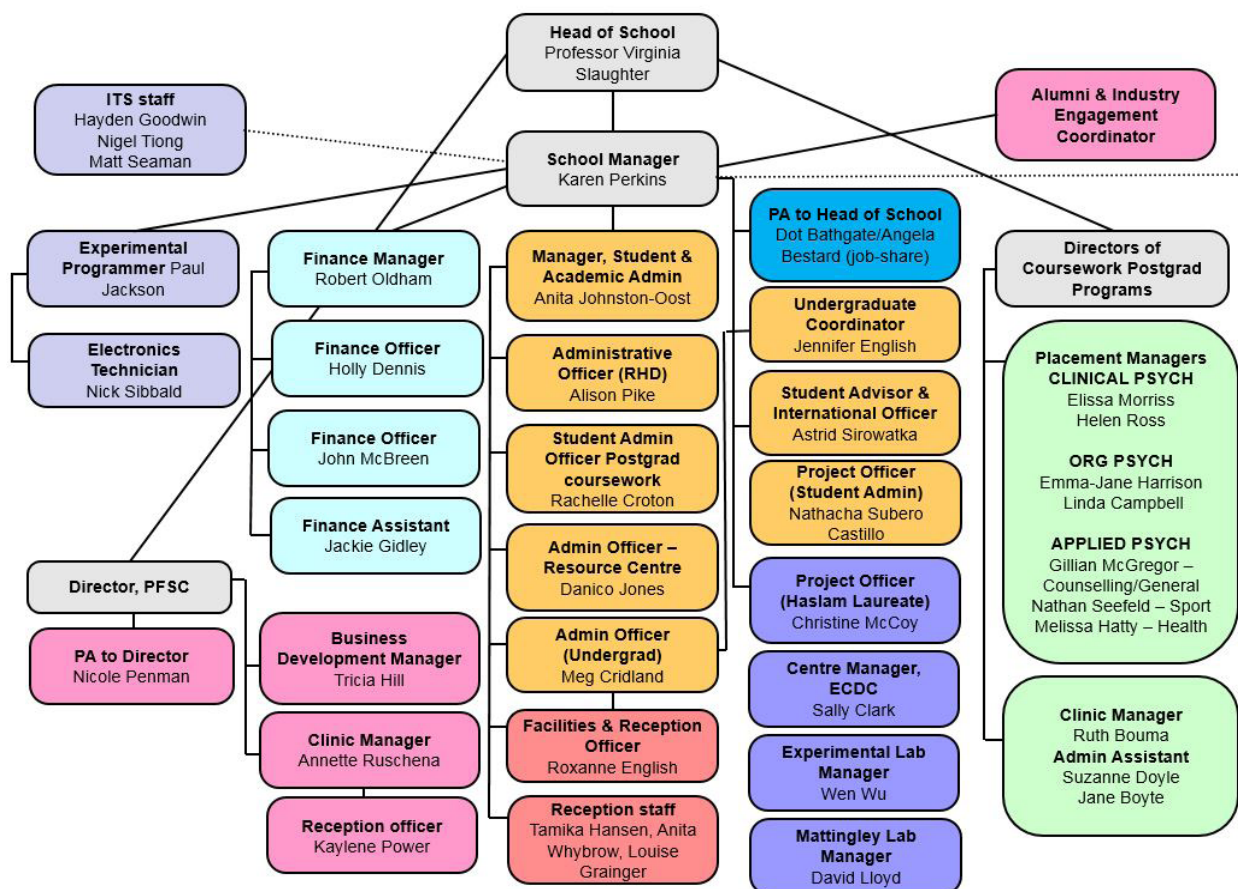 Head of School
Professor Virginia
Slaughter
ITS staff
Hayden Goodwin
Nigel Tiong
Matt Seaman
Alumni & Industry
Engagement
Coordinator
School Manager
Karen Perkins
Experimental
Programmer Paul
Jackson
Electronics
Technician
Nick Sibbald
Finance Manager
Robert Oldham
Finance Officer
Holly Dennis
Finance Officer
John McBreen
Finance Assistant
Jackie Gidley
Manager, Student &
Academic Admin
Anita Johnston-Oost
Administrative
Officer (RHD)
Alison Pike
Student Admin
Officer Postgrad
coursework
Rachelle Croton
Admin Officer –
Resource Centre
Danico Jones
Admin Officer
(Undergrad)
Meg Cridland
Facilities & Reception
Officer
Roxanne English
Reception staff
Tamika Hansen, Anita
Whybrow, Louise
Grainger
PA to Head of School
Dot Bathgate/Angela
Bestard (job-share)
Undergraduate
Coordinator
Jennifer English
Student Advisor &
International Officer
Astrid Sirowatka
Project Officer
(Student Admin)
Nathacha Subero
Castillo
Project Officer
(Haslam Laureate)
Christine McCoy
Centre Manager,
ECDC
Sally Clark
Experimental Lab
Manager
Wen Wu
Mattingley Lab
Manager
David Lloyd
Directors of
Coursework Postgrad
Programs
Placement Managers
CLINICAL PSYCH
Elissa Morriss
Helen Ross
ORG PSYCH
Emma-Jane Harrison
Linda Campbell
APPLIED PSYCH
Gillian McGregor –
Counselling/General
Nathan Seefeld – Sport
Melissa Hatty – Health
Clinic Manager
Ruth Bouma
Admin Assistant
Suzanne Doyle
Jane Boyte
Director, PFSC
PA to Director
Nicole Penman
Business
Development Manager
Tricia Hill
Clinic Manager
Annette Ruschena
Reception officer
Kaylene Power